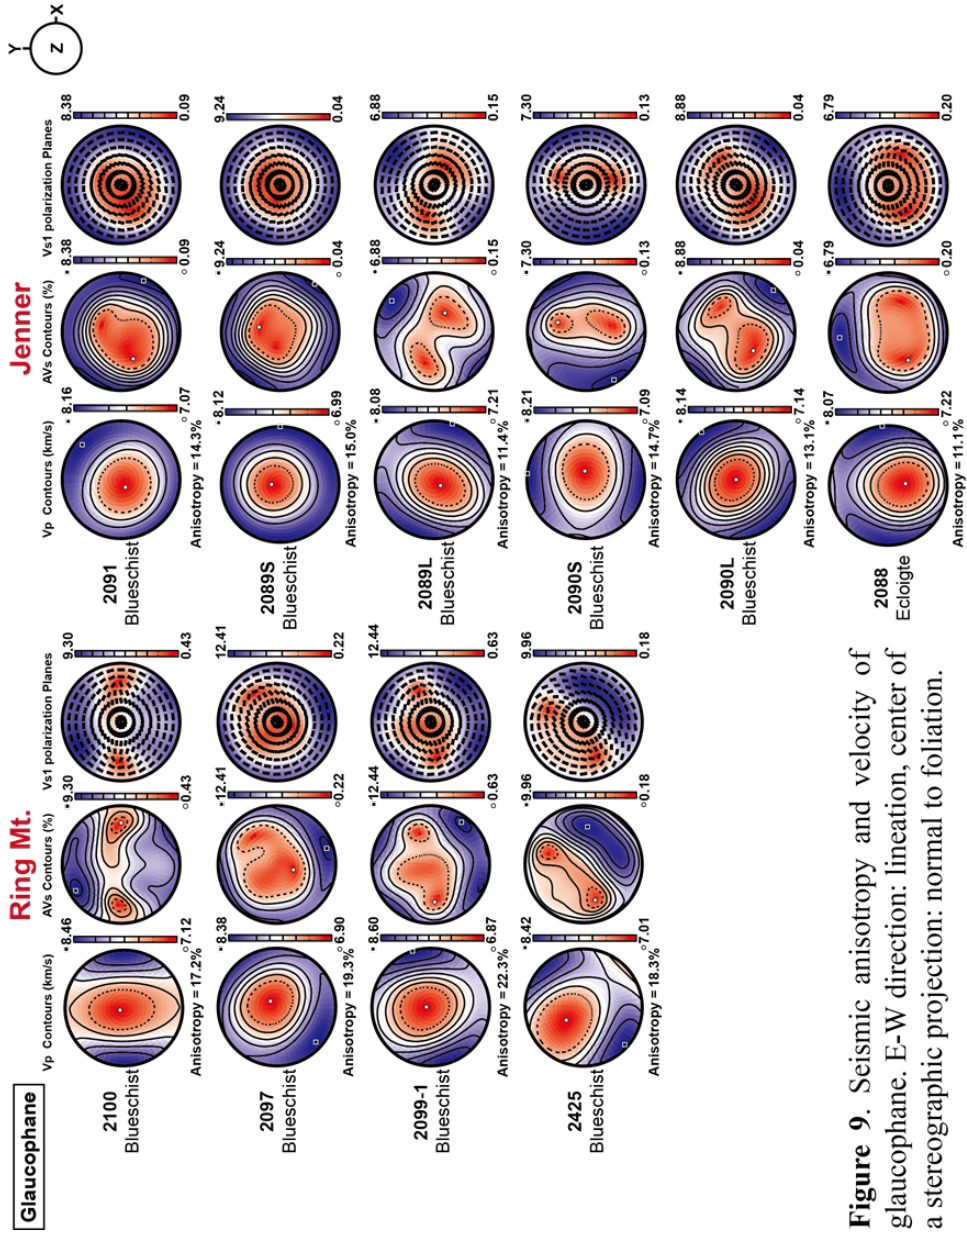 Glaucophane
Ring Mt.
Vp Contours (km/s) AVs Contours (%) Vs1 polarization Planes
2100
Blueschist
8.46
7.12
Anisotropy = 17.2%
9.30
0.43
9.30
0.43
2097
Blueschist
8.38
6.90
Anisotropy = 19.3%
12.41
0.22
12.41
0.22
2099-1
Blueschist
8.60
6.87
Anisotropy = 22.3%
12.44
0.63
12.44
0.63
2425
Blueschist
8.42
7.01
Anisotropy = 18.3%
9.96
0.18
9.96
0.18
Jenner
Vp Contours (km/s) AVs Contours (%) Vs1 polarization Planes
2091
Blueschist
8.16
7.07
Anisotropy = 14.3%
8.38
0.09
8.38
0.09
2089S
Blueschist
8.12
6.99
Anisotropy = 15.0%
9.24
0.04
9.24
0.04
2089L
Blueschist
8.08
7.21
Anisotropy = 11.4%
6.88
0.15
6.88
0.15
2090S
Blueschist
8.21
7.09
Anisotropy = 14.7%
7.30
0.13
7.30
0.13
2090L
Blueschist
8.14
7.14
Anisotropy = 13.1%
8.88
0.04
8.88
0.04
2088
Ecloigte
8.07
7.22
Anisotropy = 11.1%
6.79
0.20
6.79
0.20
Y
Z
X
Figure 9. Seismic anisotropy and velocity of
glaucophane. E-W direction: lineation, center of
a stereographic projection: normal to foliation.